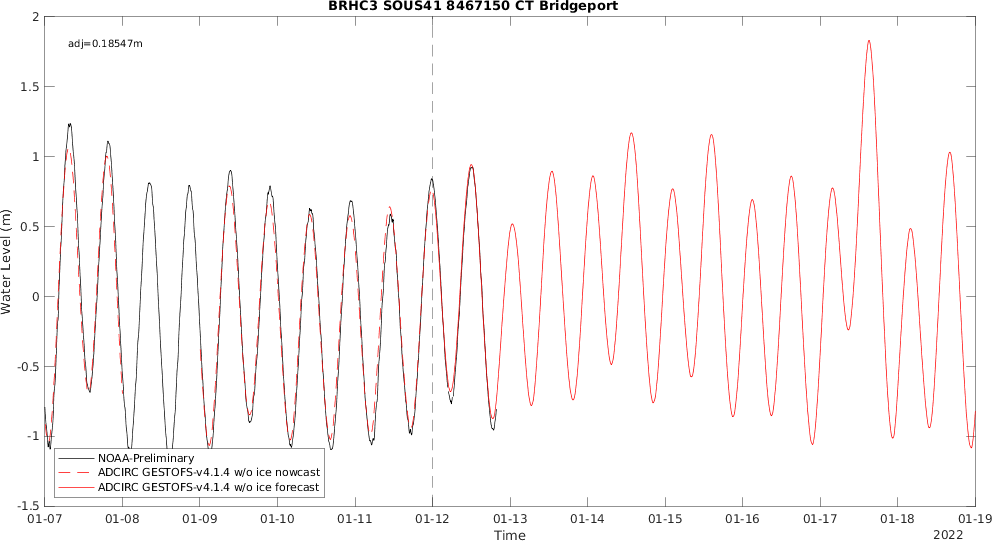 BRHC3 SOUS41 8467150 CT Bridgeport
adj=0.18547m
2
1.5
1
0.5
0
-0.5
-1
-1.5
Water Level (m)
NOAA-Preliminary
ADCIRC GESTOFS-v4.1.4 w/o ice nowcast
ADCIRC GESTOFS-v4.1.4 w/o ice forecast
01-07 01-08 01-09 01-10 01-11 01-12 01-13 01-14 01-15 01-16 01-17 01-18 01-19
Time
2022